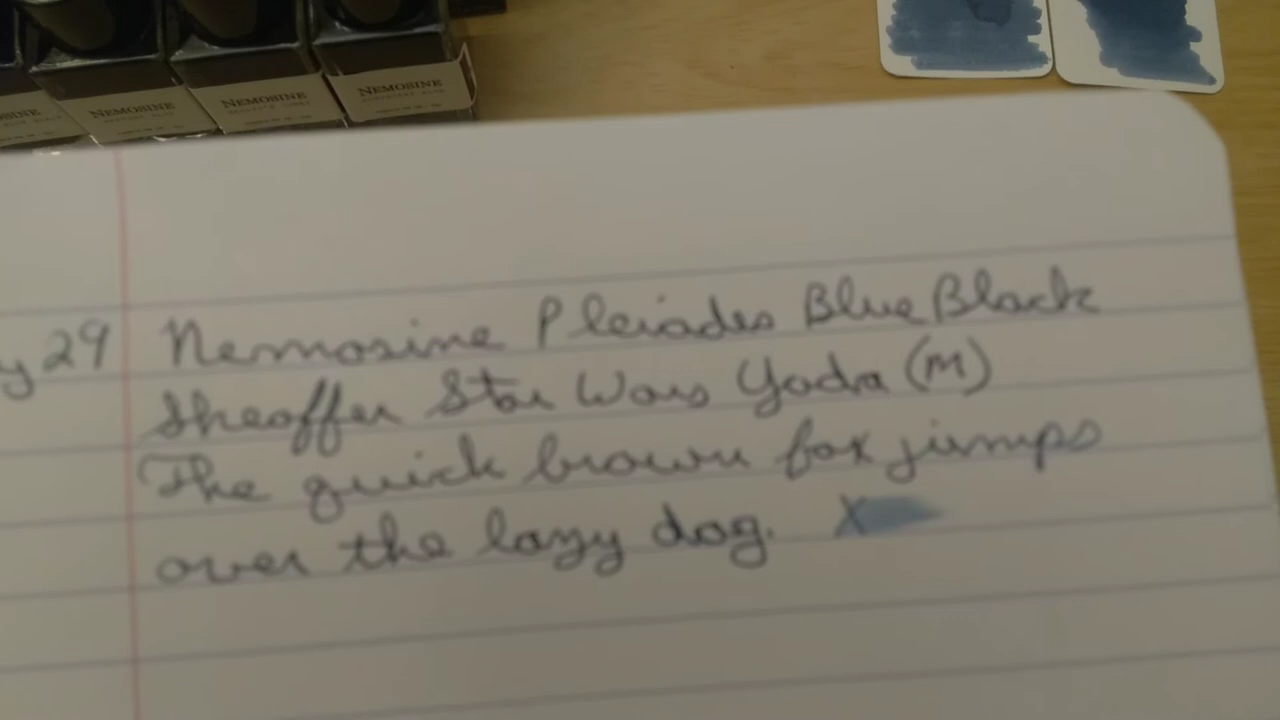 NEMOSINE
NEMOSINE
NEMOSINE
29 Nemosine Pleiades Blue Black
Sheaffer Star Wars Yoda (M)
The quick brown fox jumps
over the lazy dog. X